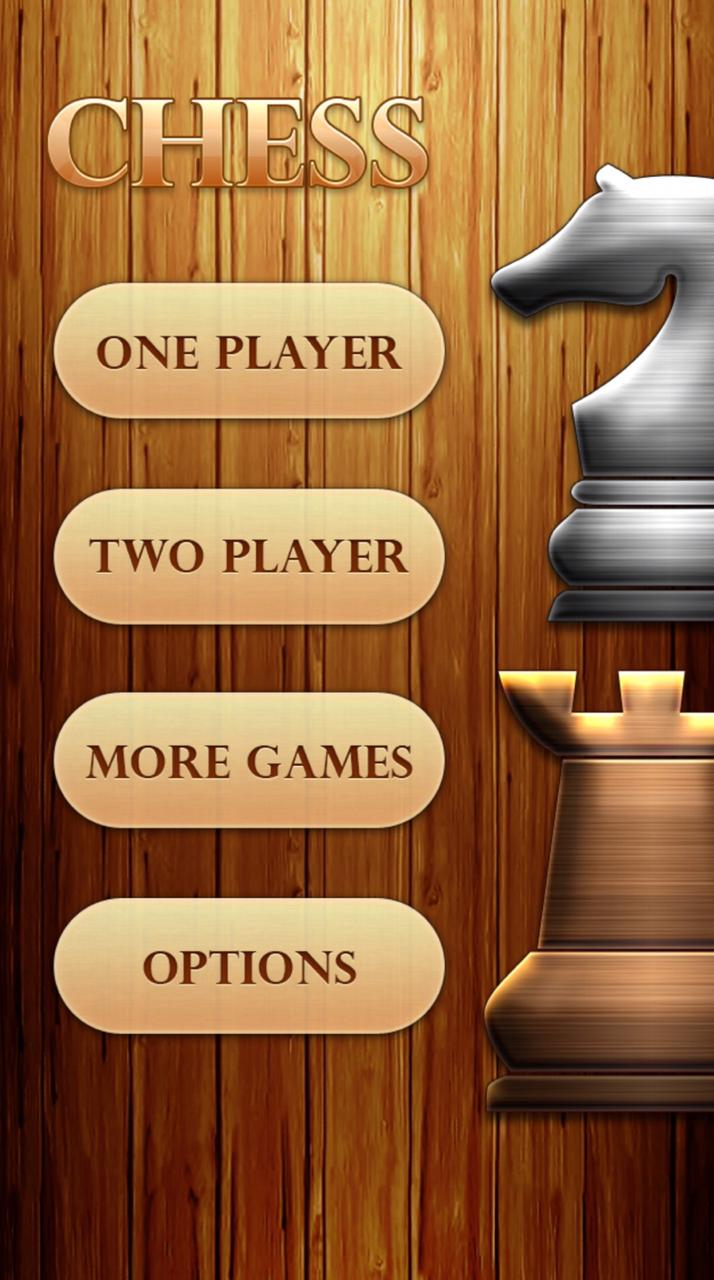 CHESS
ONE PLAYER
TWO PLAYER
MORE GAMES
OPTIONS